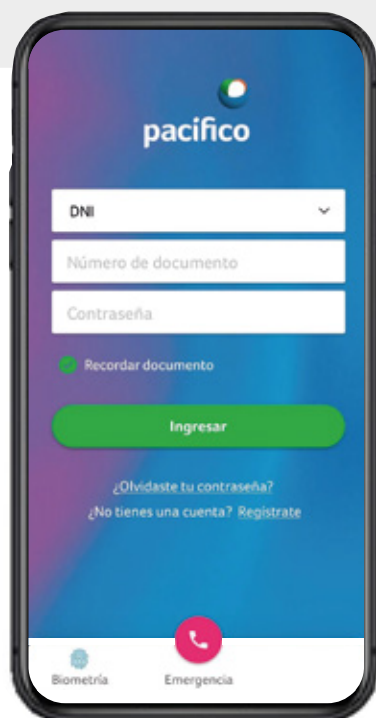 pacífico
DNI
Número de documento
Contraseña
Recordar documento
Ingresar
¿Olvidaste tu contraseña?
¿No tienes una cuenta? Regístrate
Biometría
Emergencia